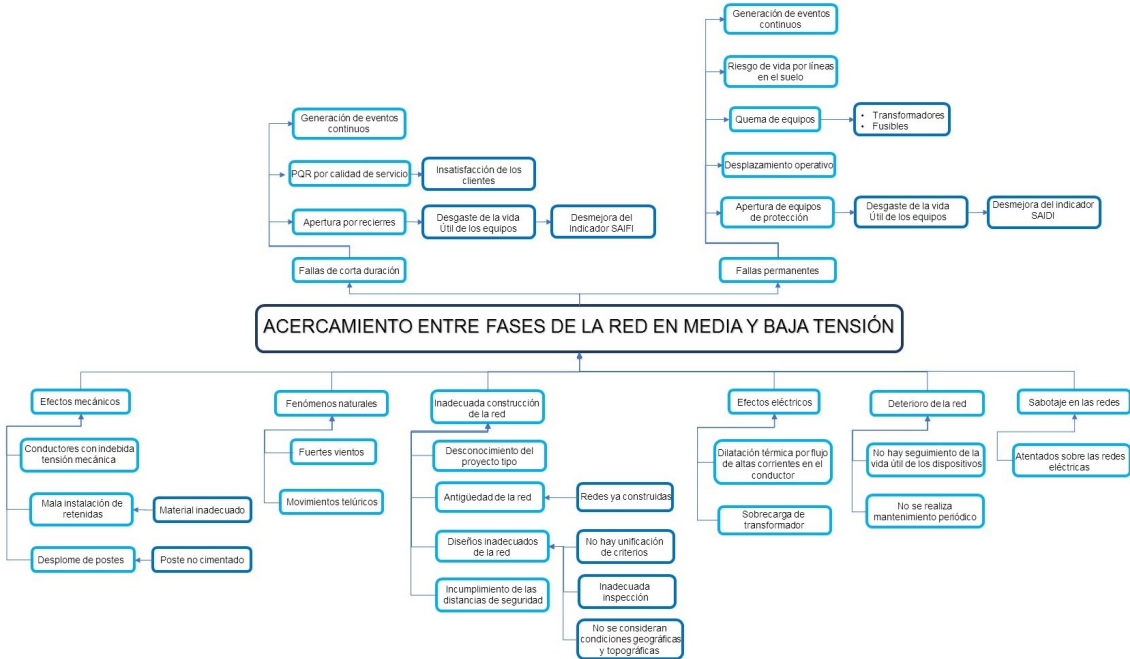 Generación de eventos
continuos
Riesgo de vida por líneas
en el suelo
Quema de equipos
• Transformadores
• Fusibles
Desplazamiento operativo
Apertura de equipos
de protección
Desgaste de la vida
Útil de los equipos
Desmejora del indicador
SAIDI
Fallas permanentes
Generación de eventos
continuos
PQR por calidad de servicio
Insatisfacción de los
clientes
Apertura por recierres
Desgaste de la vida
Útil de los equipos
Desmejora del
Indicador SAIFI
Fallas de corta duración
ACERCAMIENTO ENTRE FASES DE LA RED EN MEDIA Y BAJA TENSIÓN
Efectos mecánicos
Conductores con indebida
tensión mecánica
Mala instalación de
retenidas
Material inadecuado
Desplome de postes
Poste no cimentado
Fenómenos naturales
Fuertes vientos
Movimientos telúricos
Inadecuada construcción
de la red
Desconocimiento del
proyecto tipo
Antigüedad de la red
Redes ya construidas
Diseños inadecuados
de la red
No hay unificación
de criterios
Inadecuada
inspección
Incumplimiento de las
distancias de seguridad
No se consideran
condiciones geográficas
y topográficas
Efectos eléctricos
Dilatación térmica por flujo
de altas corrientes en el
conductor
Sobrecarga de
transformador
Deterioro de la red
No hay seguimiento de la
vida útil de los dispositivos
No se realiza
mantenimiento periódico
Sabotaje en las redes
Atentados sobre las redes
eléctricas